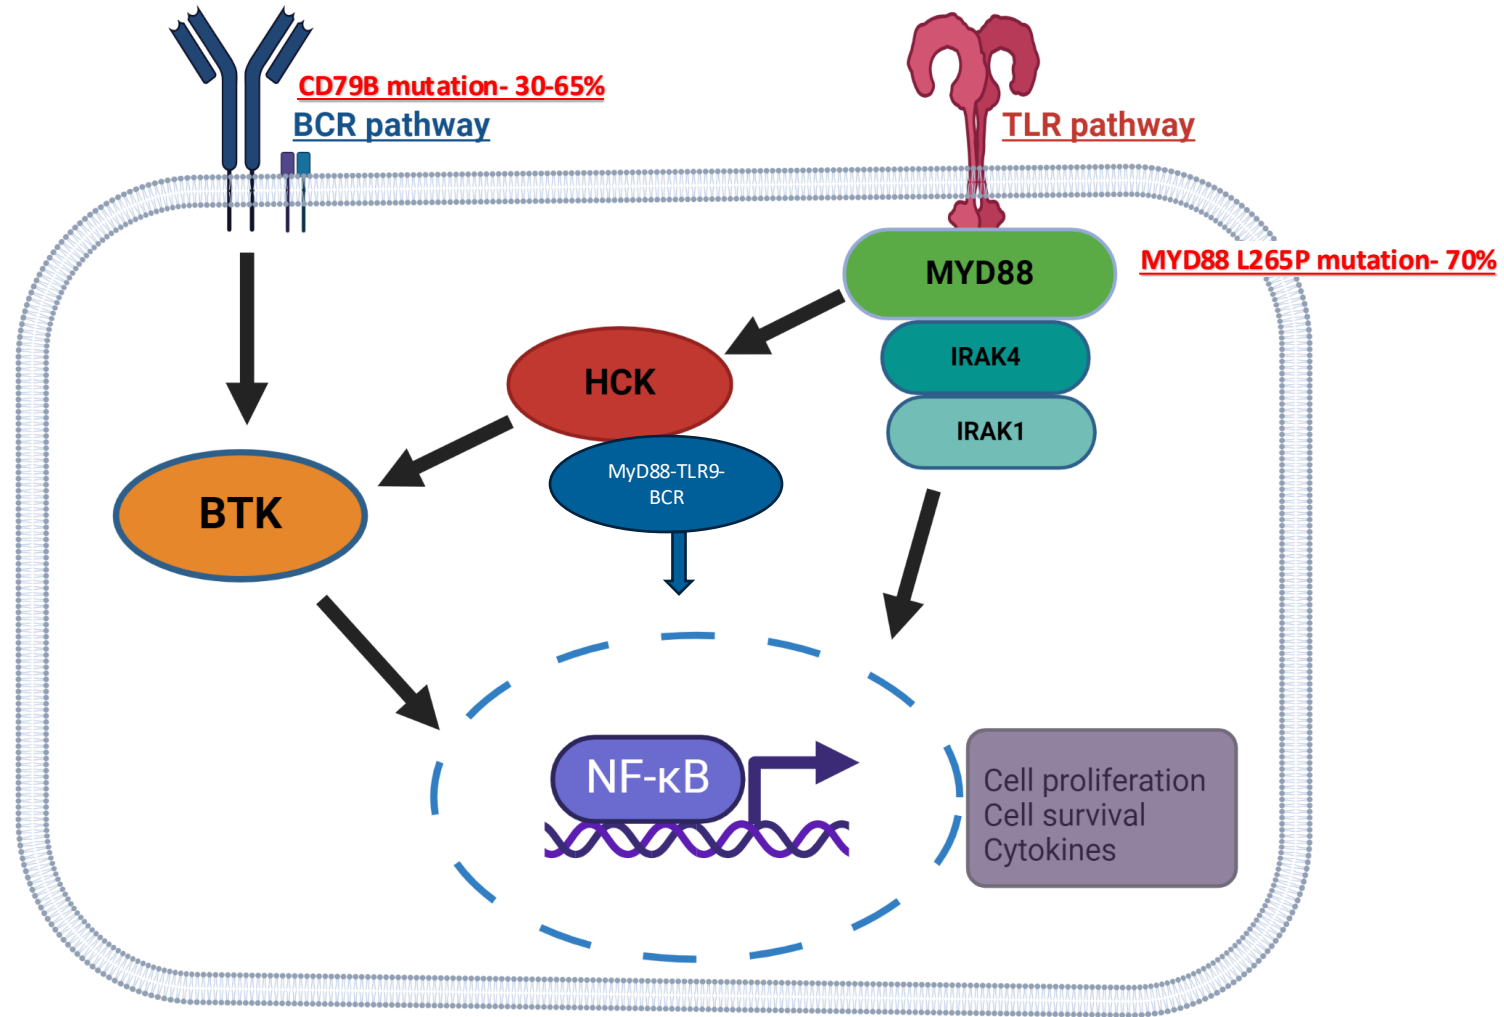 CD79B mutation- 30-65%
BCR pathway
TLR pathway
MYD88
MYD88 L265P mutation- 70%
IRAK4
HCK
IRAK1
MyD88-TLR9-
BCR
BTK
NF-κB
Cell proliferation
Cell survival
Cytokines